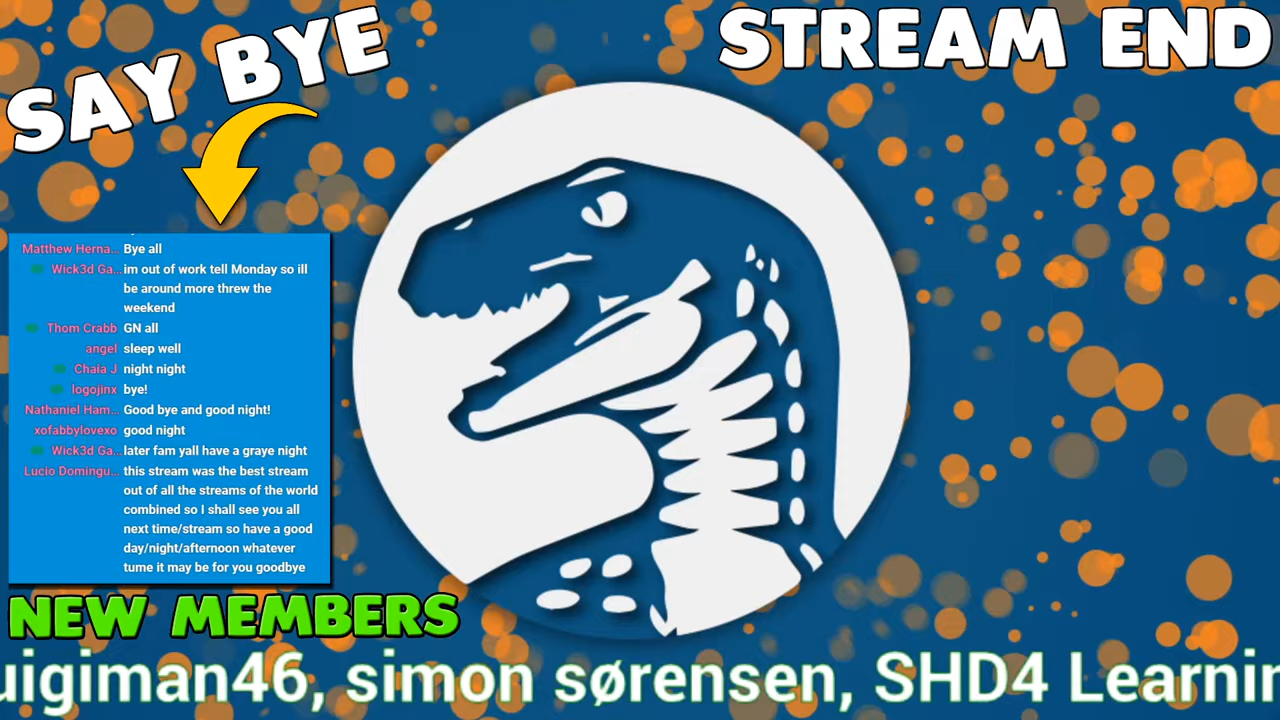 SAY BYE
STREAM END
Matthew Herna... Bye all
Wick3d Ga... im out of work tell Monday so ill
be around more threw the
weekend
Thom Crabb GN all
angel sleep well
Chaia J night night
logojinx bye!
Nathaniel Ham... Good bye and good night!
xofabbylovexo good night
Wick3d Ga... later fam yall have a graye night
Lucio Domingu... this stream was the best stream
out of all the streams of the world
combined so I shall see you all
next time/stream so have a good
day/night/afternoon whatever
tume it may be for you goodbye
NEW MEMBERS
uigiman46, simon sørensen, SHD4 Learnin